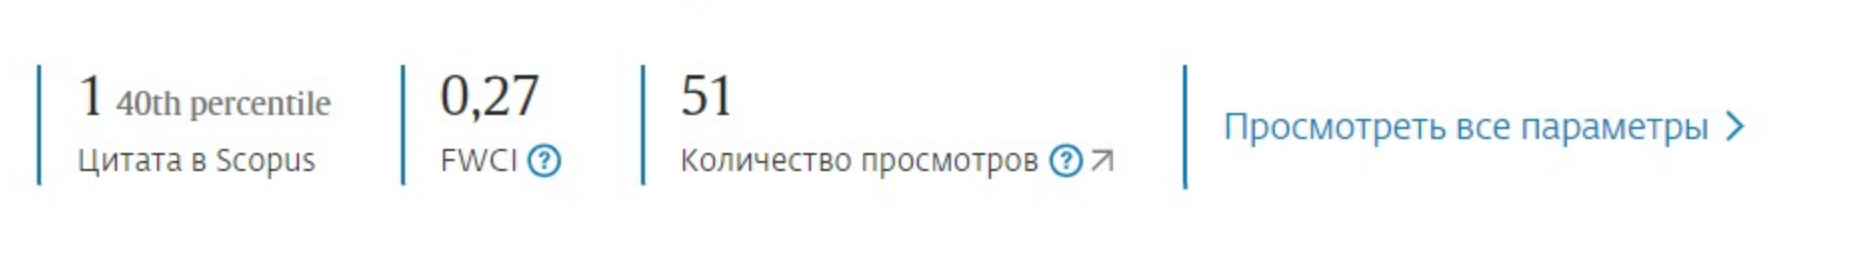 1 40th percentile
Цитата в Scopus
0,27
FWCI ?
51
Количество просмотров ?
Просмотреть все параметры